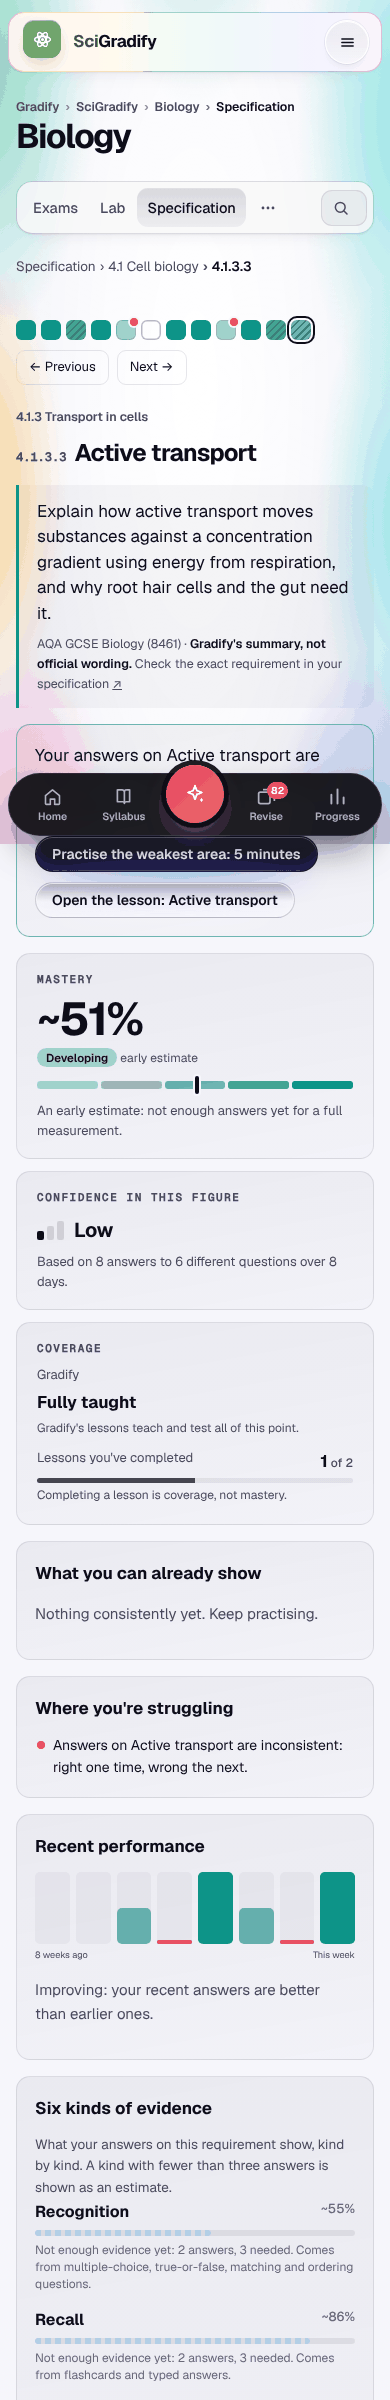 SciGradify
Gradify › SciGradify › Biology › Specification
Biology
Exams Lab Specification ···
Specification › 4.1 Cell biology › 4.1.3.3
← Previous Next →
4.1.3 Transport in cells
4.1.3.3 Active transport
Explain how active transport moves
substances against a concentration
gradient using energy from respiration,
and why root hair cells and the gut need
it.
AQA GCSE Biology (8461) · Gradify's summary, not
official wording. Check the exact requirement in your
specification ↗
Your answers on Active transport are
Home Syllabus Revise 82 Progress
Practise the weakest area: 5 minutes
Open the lesson: Active transport
MASTERY
~51%
Developing early estimate
An early estimate: not enough answers yet for a full
measurement.
CONFIDENCE IN THIS FIGURE
Low
Based on 8 answers to 6 different questions over 8
days.
COVERAGE
Gradify
Fully taught
Gradify's lessons teach and test all of this point.
Lessons you've completed 1 of 2
Completing a lesson is coverage, not mastery.
What you can already show
Nothing consistently yet. Keep practising.
Where you're struggling
Answers on Active transport are inconsistent:
right one time, wrong the next.
Recent performance
8 weeks ago This week
Improving: your recent answers are better
than earlier ones.
Six kinds of evidence
What your answers on this requirement show, kind
by kind. A kind with fewer than three answers is
shown as an estimate.
Recognition ~55%
Not enough evidence yet: 2 answers, 3 needed. Comes
from multiple-choice, true-or-false, matching and ordering
questions.
Recall ~86%
Not enough evidence yet: 2 answers, 3 needed. Comes
from flashcards and typed answers.